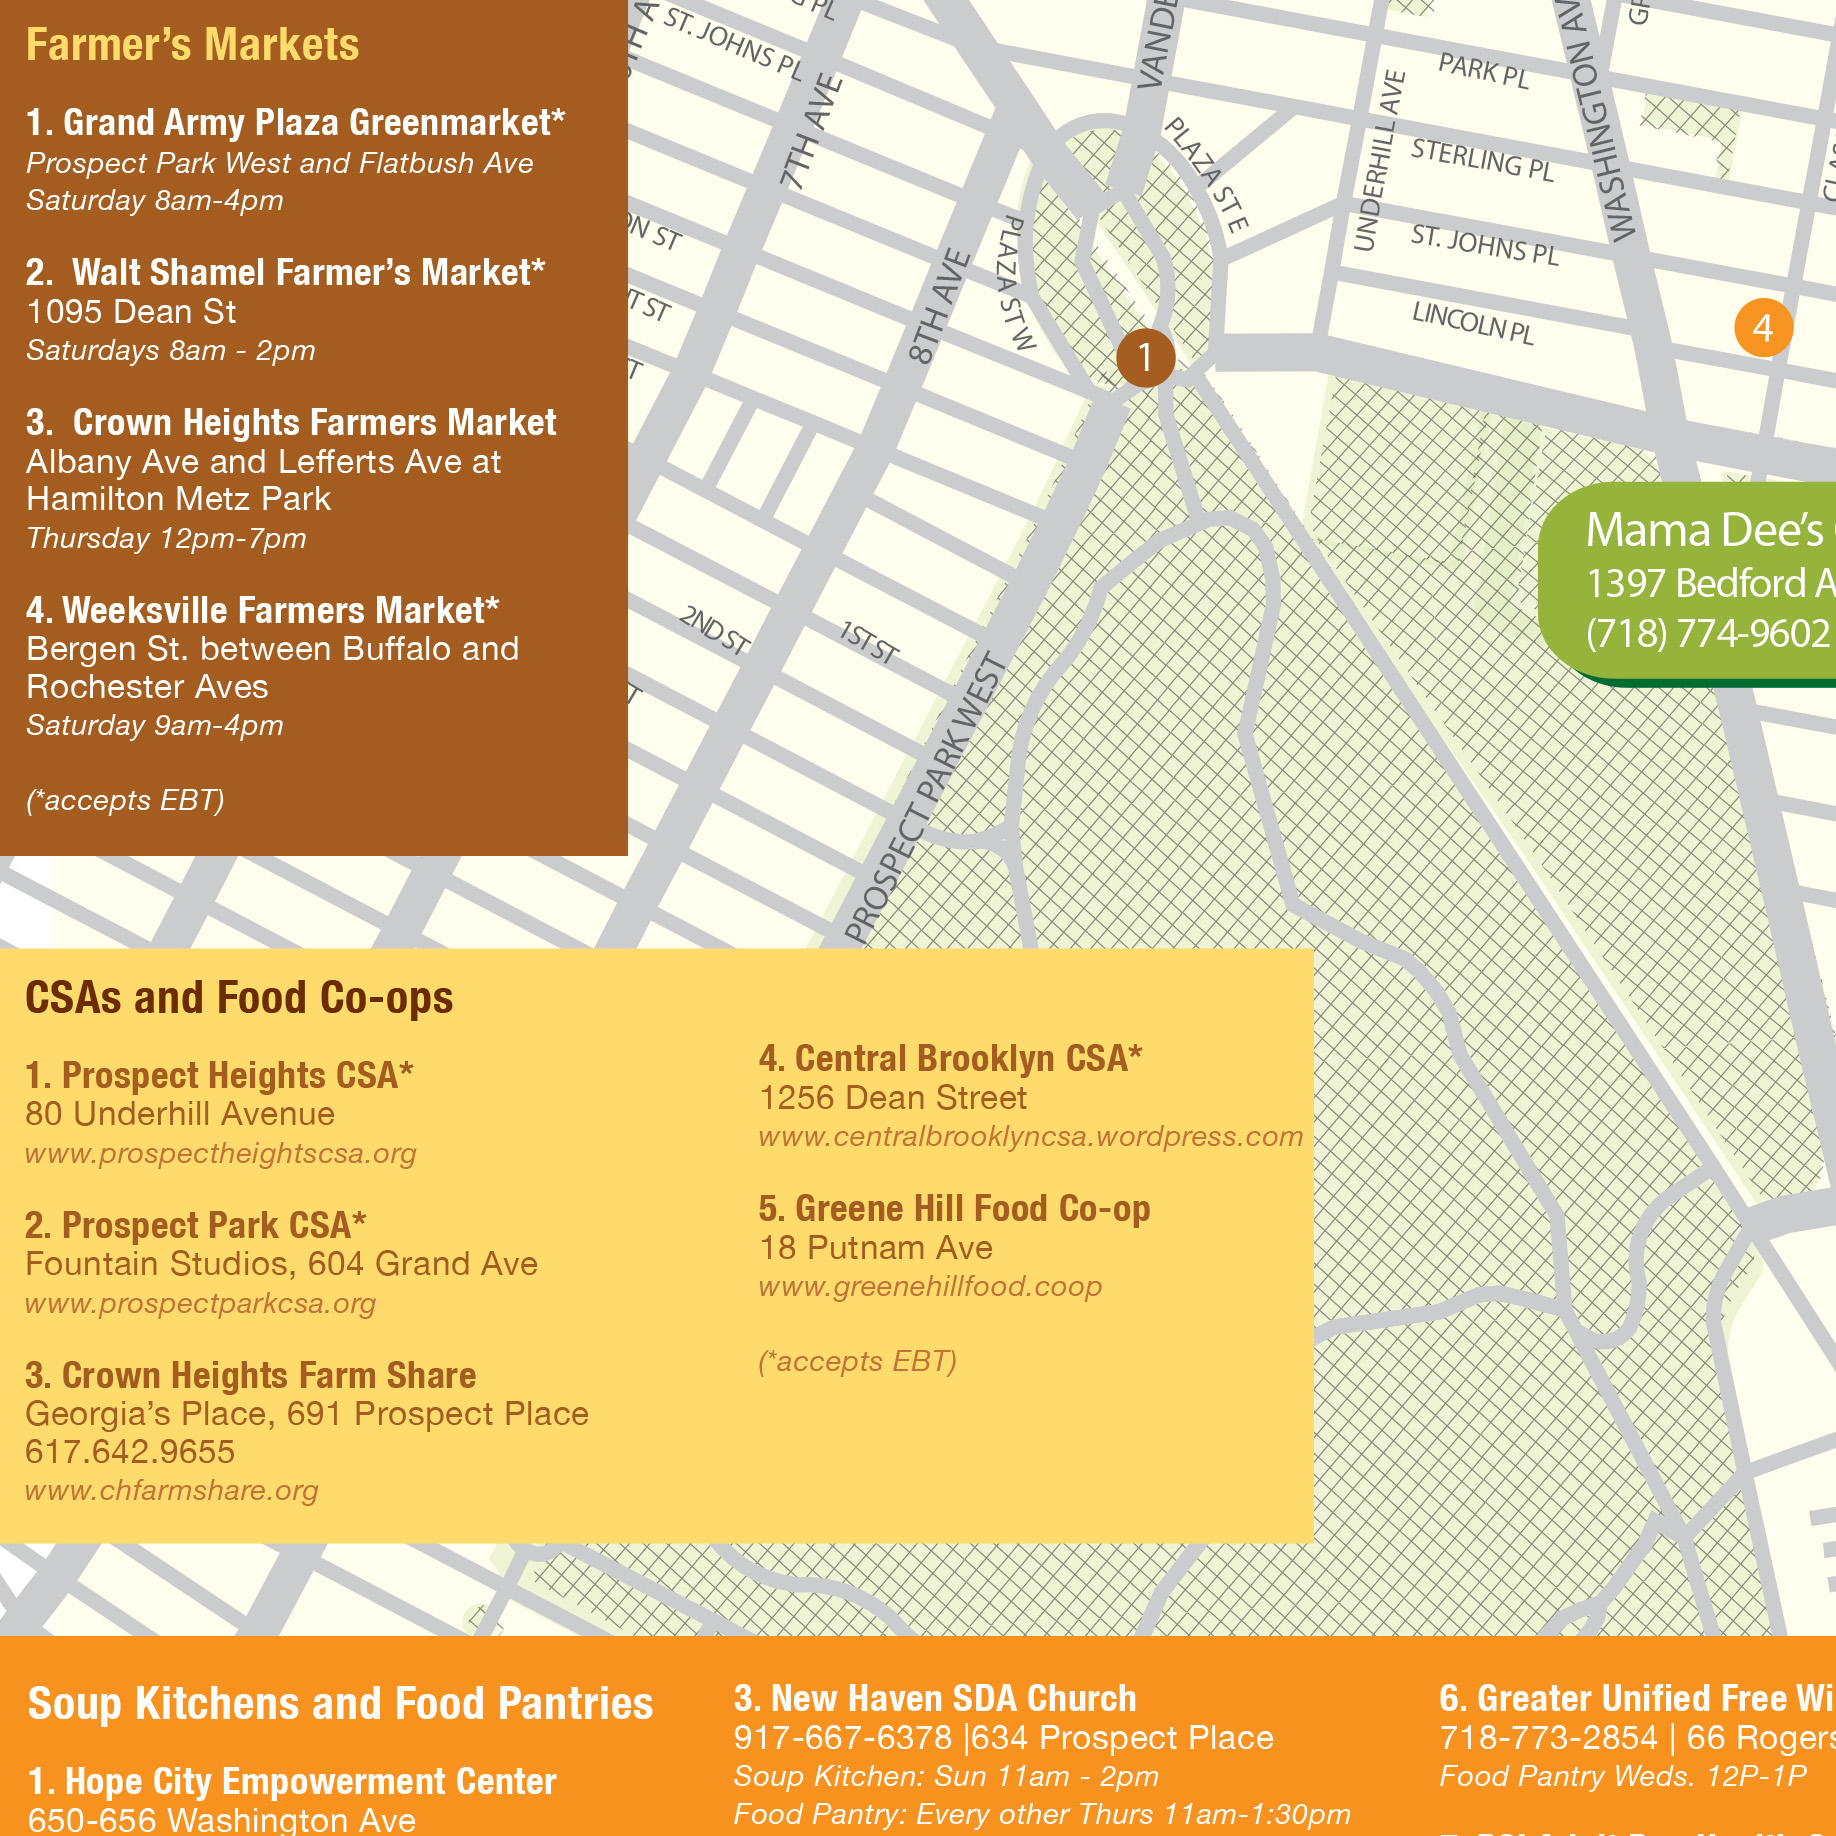 Farmer's Markets
1. Grand Army Plaza Greenmarket*
Prospect Park West and Flatbush Ave
Saturday 8am-4pm
2. Walt Shamel Farmer's Market*
1095 Dean St
Saturdays 8am - 2pm
3. Crown Heights Farmers Market
Albany Ave and Lefferts Ave at
Hamilton Metz Park
Thursday 12pm-7pm
4. Weeksville Farmers Market*
Bergen St. between Buffalo and
Rochester Aves
Saturday 9am-4pm
(*accepts EBT)
ST. JOHNS PL
7TH AVE
8TH AVE
PLAZA ST W
PLAZA ST E
UNDERHILL AVE
PARK PL
STERLING PL
ST. JOHNS PL
LINCOLN PL
WASHINGTON AV
1
4
2ND ST
1ST ST
PROSPECT PARK WEST
Mama Dee's
1397 Bedford A
(718) 774-9602
CSAs and Food Co-ops
1. Prospect Heights CSA*
80 Underhill Avenue
www.prospectheightscsa.org
2. Prospect Park CSA*
Fountain Studios, 604 Grand Ave
www.prospectparkcsa.org
3. Crown Heights Farm Share
Georgia's Place, 691 Prospect Place
617.642.9655
www.chfarmshare.org
4. Central Brooklyn CSA*
1256 Dean Street
www.centralbrooklyncsa.wordpress.com
5. Greene Hill Food Co-op
18 Putnam Ave
www.greenehillfood.coop
(*accepts EBT)
Soup Kitchens and Food Pantries
1. Hope City Empowerment Center
650-656 Washington Ave
3. New Haven SDA Church
917-667-6378 |634 Prospect Place
Soup Kitchen: Sun 11am - 2pm
Food Pantry: Every other Thurs 11am-1:30pm
6. Greater Unified Free Wi
718-773-2854 | 66 Rogers
Food Pantry Weds. 12P-1P